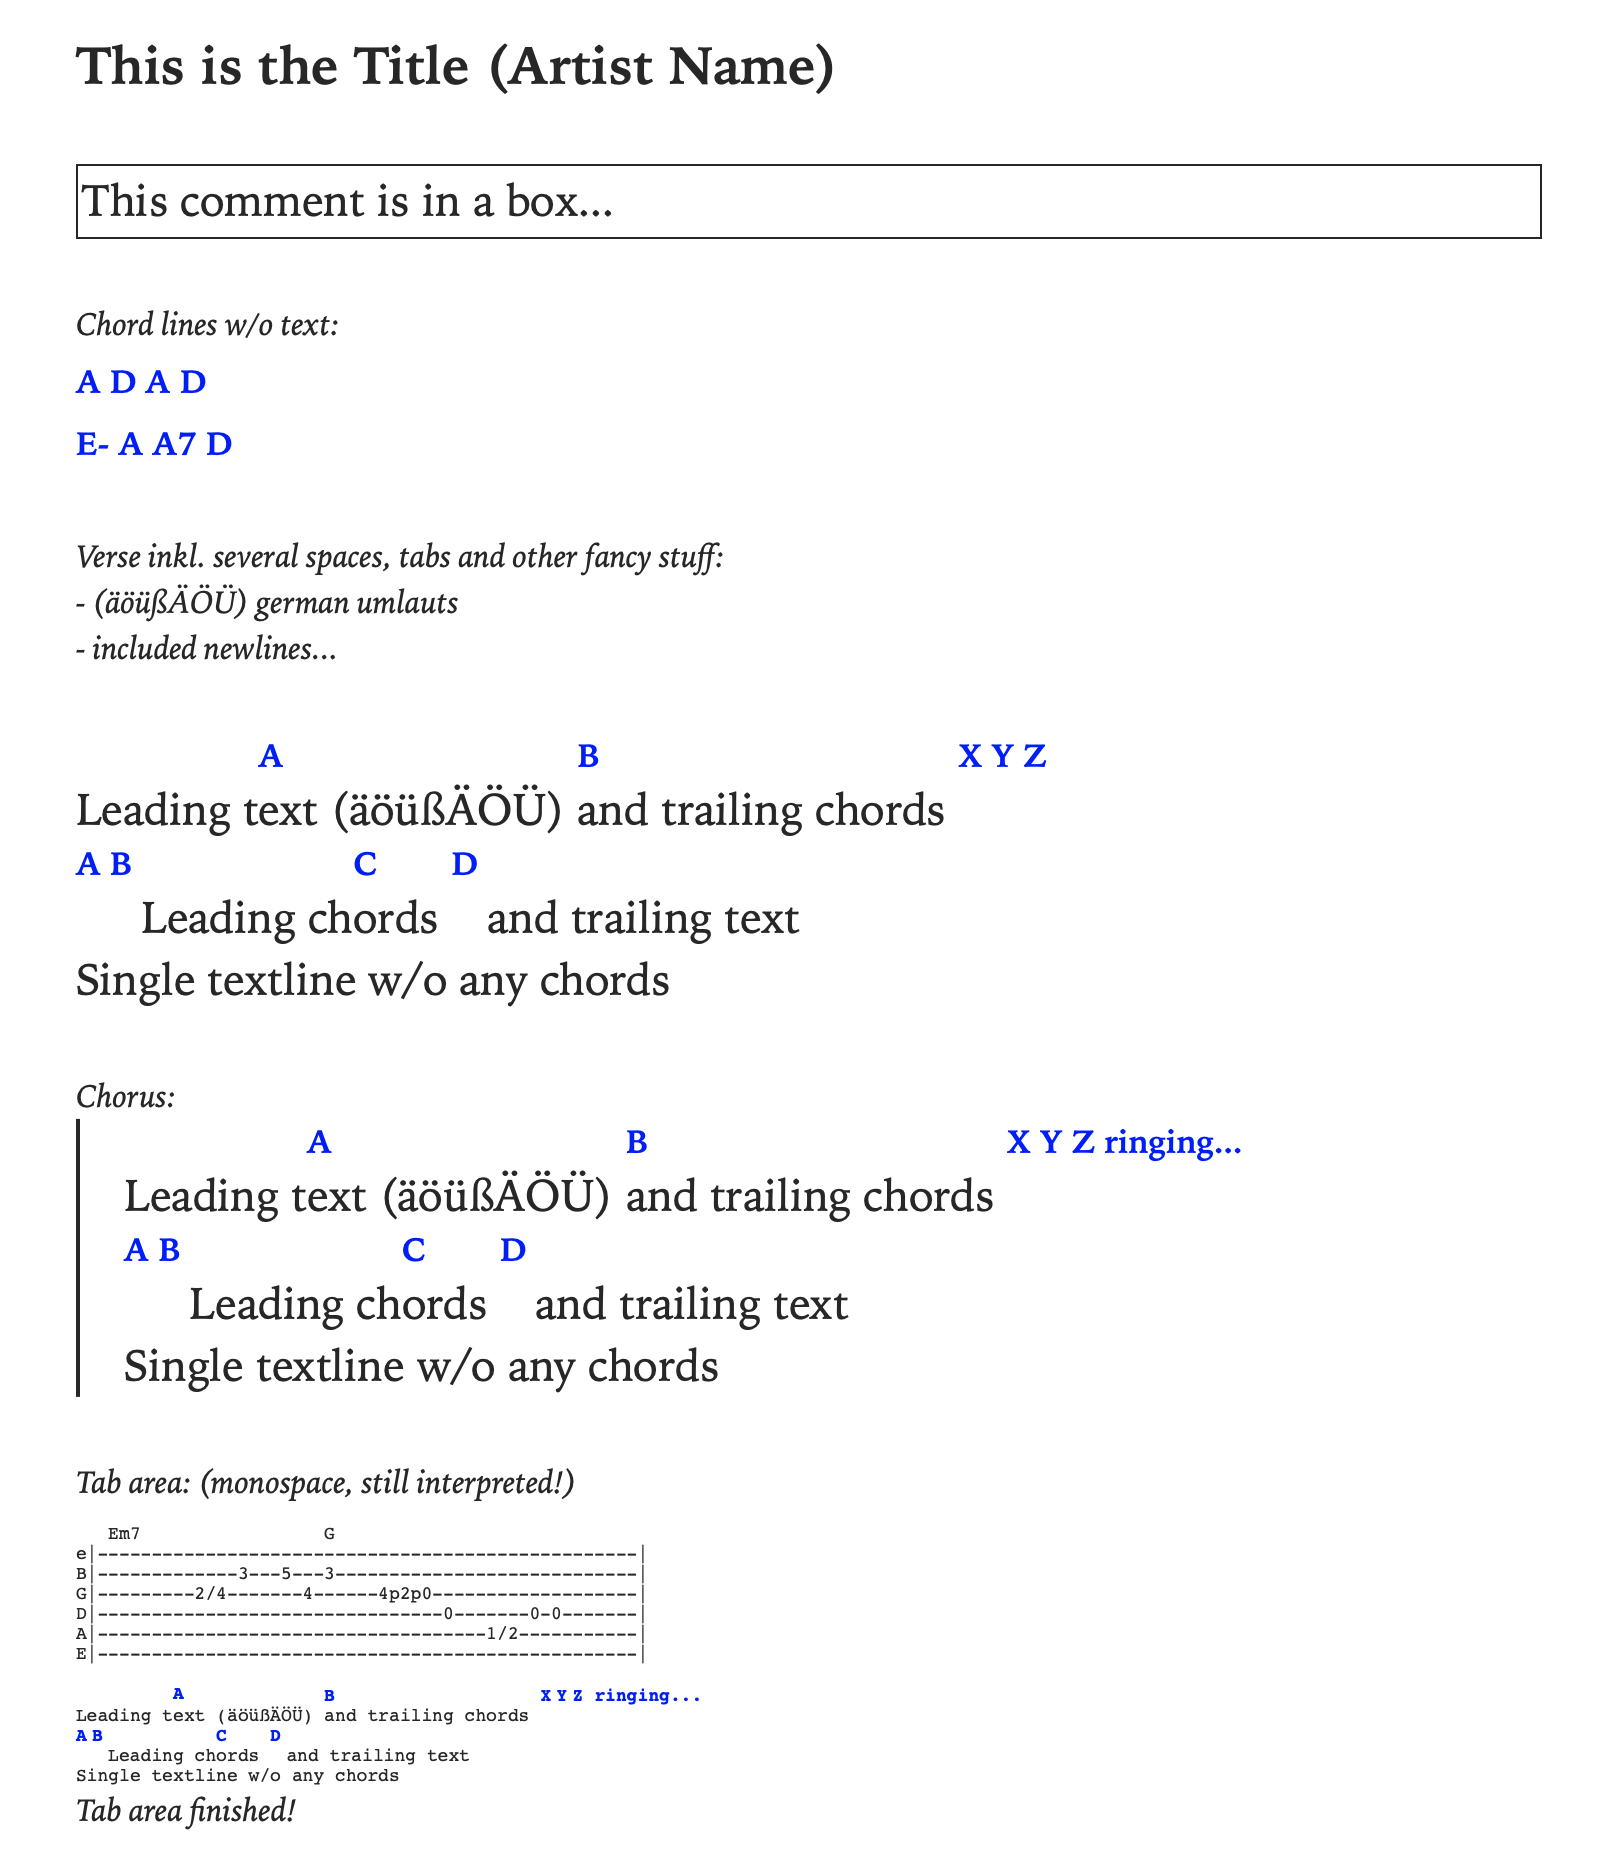 This is the Title (Artist Name)
This comment is in a box...
Chord lines w/o text:
A D A D
E- A A7 D
Verse inkl. several spaces, tabs and other fancy stuff:
- (äöüßÄÖÜ) german umlauts
- included newlines...
A B X Y Z
Leading text (äöüßÄÖÜ) and trailing chords
A B C D
Leading chords and trailing text
Single textline w/o any chords
Chorus:
A B X Y Z ringing...
Leading text (äöüßÄÖÜ) and trailing chords
A B C D
Leading chords and trailing text
Single textline w/o any chords
Tab area: (monospace, still interpreted!)
   Em7                 G
e|--------------------------------------------------|
B|-------------3---5---3----------------------------|
G|---------2/4-------4------4p2p0-------------------|
D|--------------------------------0-------0-0-------|
A|------------------------------------1/2-----------|
E|--------------------------------------------------|
A B X Y Z ringing...
Leading text (äöüßÄÖÜ) and trailing chords
A B C D
Leading chords and trailing text
Single textline w/o any chords
Tab area finished!